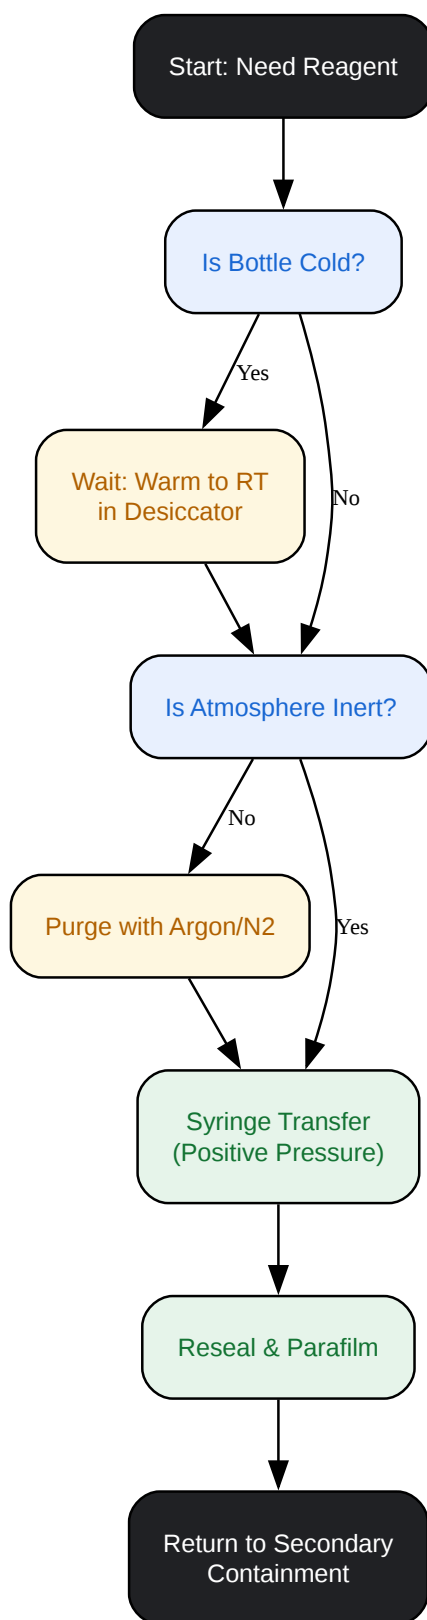 Start: Need Reagent
Is Bottle Cold?
Yes
Wait: Warm to RT
in Desiccator
No
Is Atmosphere Inert?
No
Purge with Argon/N2
Yes
Syringe Transfer
(Positive Pressure)
Reseal & Parafilm
Return to Secondary
Containment